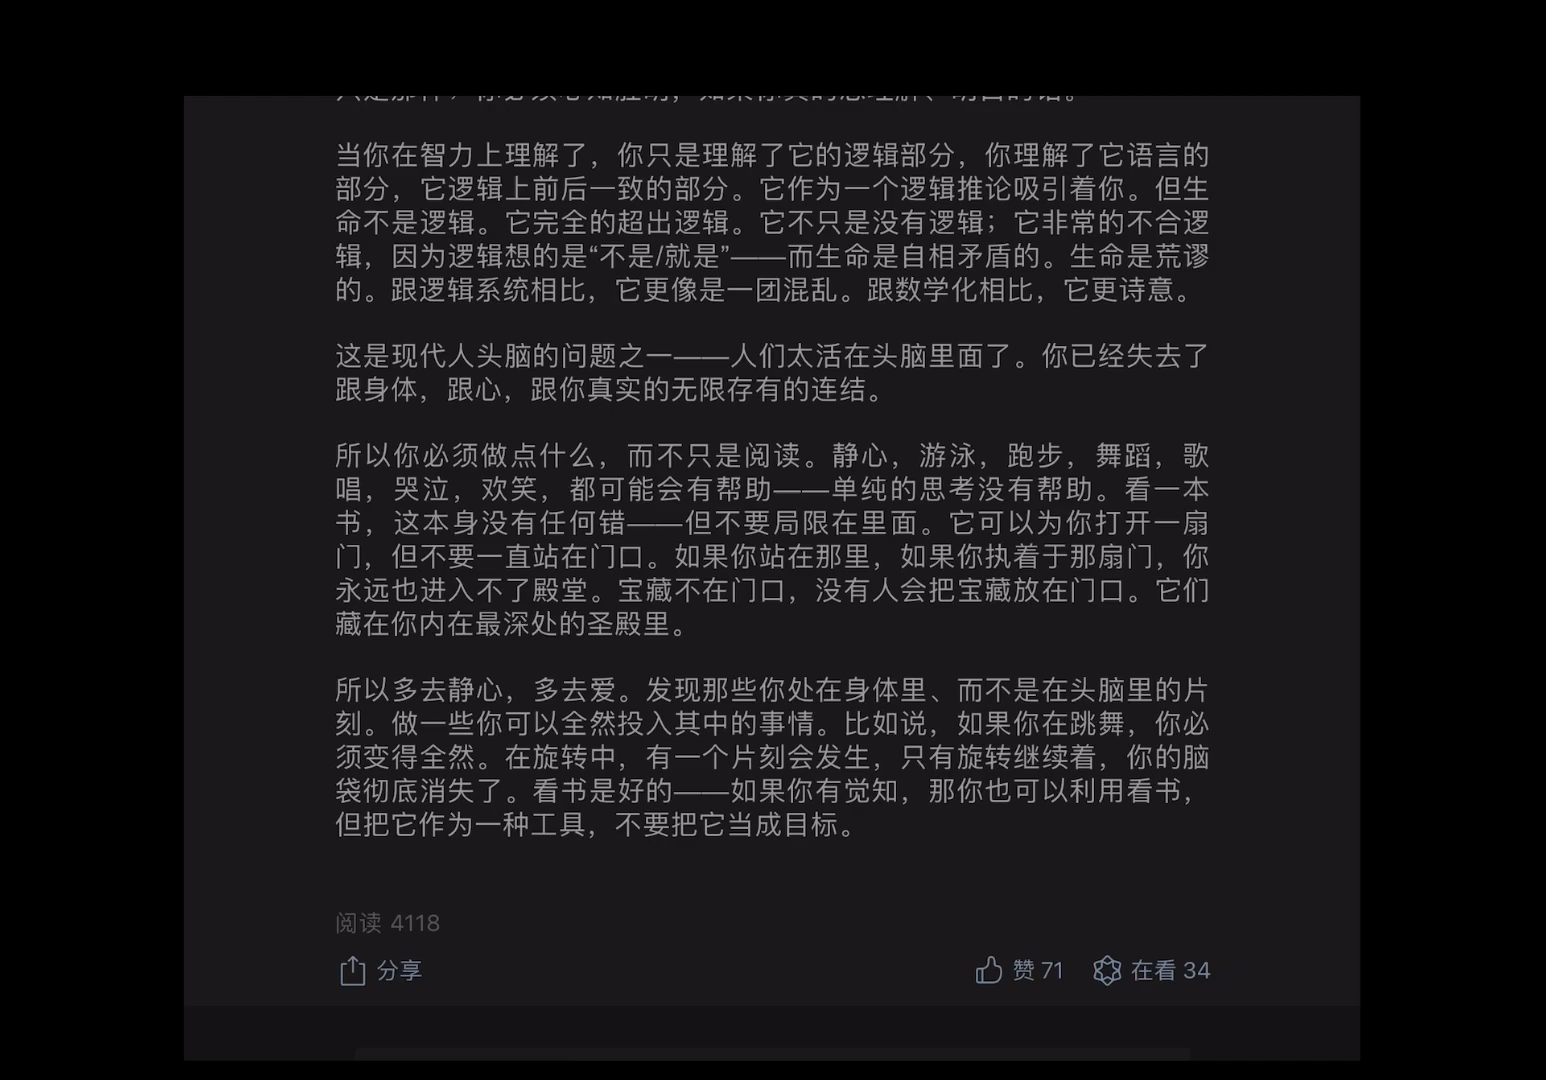 当你在智力上理解了，你只是理解了它的逻辑部分，你理解了它语言的
部分，它逻辑上前后一致的部分。它作为一个逻辑推论吸引着你。但生
命不是逻辑。它完全的超出逻辑。它不只是没有逻辑；它非常的不合逻
辑，因为逻辑想的是“不是/就是”——而生命是自相矛盾的。生命是荒谬
的。跟逻辑系统相比，它更像是一团混乱。跟数学化相比，它更诗意。
这是现代人头脑的问题之一——人们太活在头脑里面了。你已经失去了
跟身体，跟心，跟你真实的无限存有的连结。
所以你必须做点什么，而不只是阅读。静心，游泳，跑步，舞蹈，歌
唱，哭泣，欢笑，都可能会有帮助——单纯的思考没有帮助。看一本
书，这本身没有任何错——但不要局限在里面。它可以为你打开一扇
门，但不要一直站在门口。如果你站在那里，如果你执着于那扇门，你
永远也进入不了殿堂。宝藏不在门口，没有人会把宝藏放在门口。它们
藏在你内在最深处的圣殿里。
所以多去静心，多去爱。发现那些你处在身体里、而不是在头脑里的片
刻。做一些你可以全然投入其中的事情。比如说，如果你在跳舞，你必
须变得全然。在旋转中，有一个片刻会发生，只有旋转继续着，你的脑
袋彻底消失了。看书是好的——如果你有觉知，那你也可以利用看书，
但把它作为一种工具，不要把它当成目标。
阅读 4118
分享 赞 71 在看 34